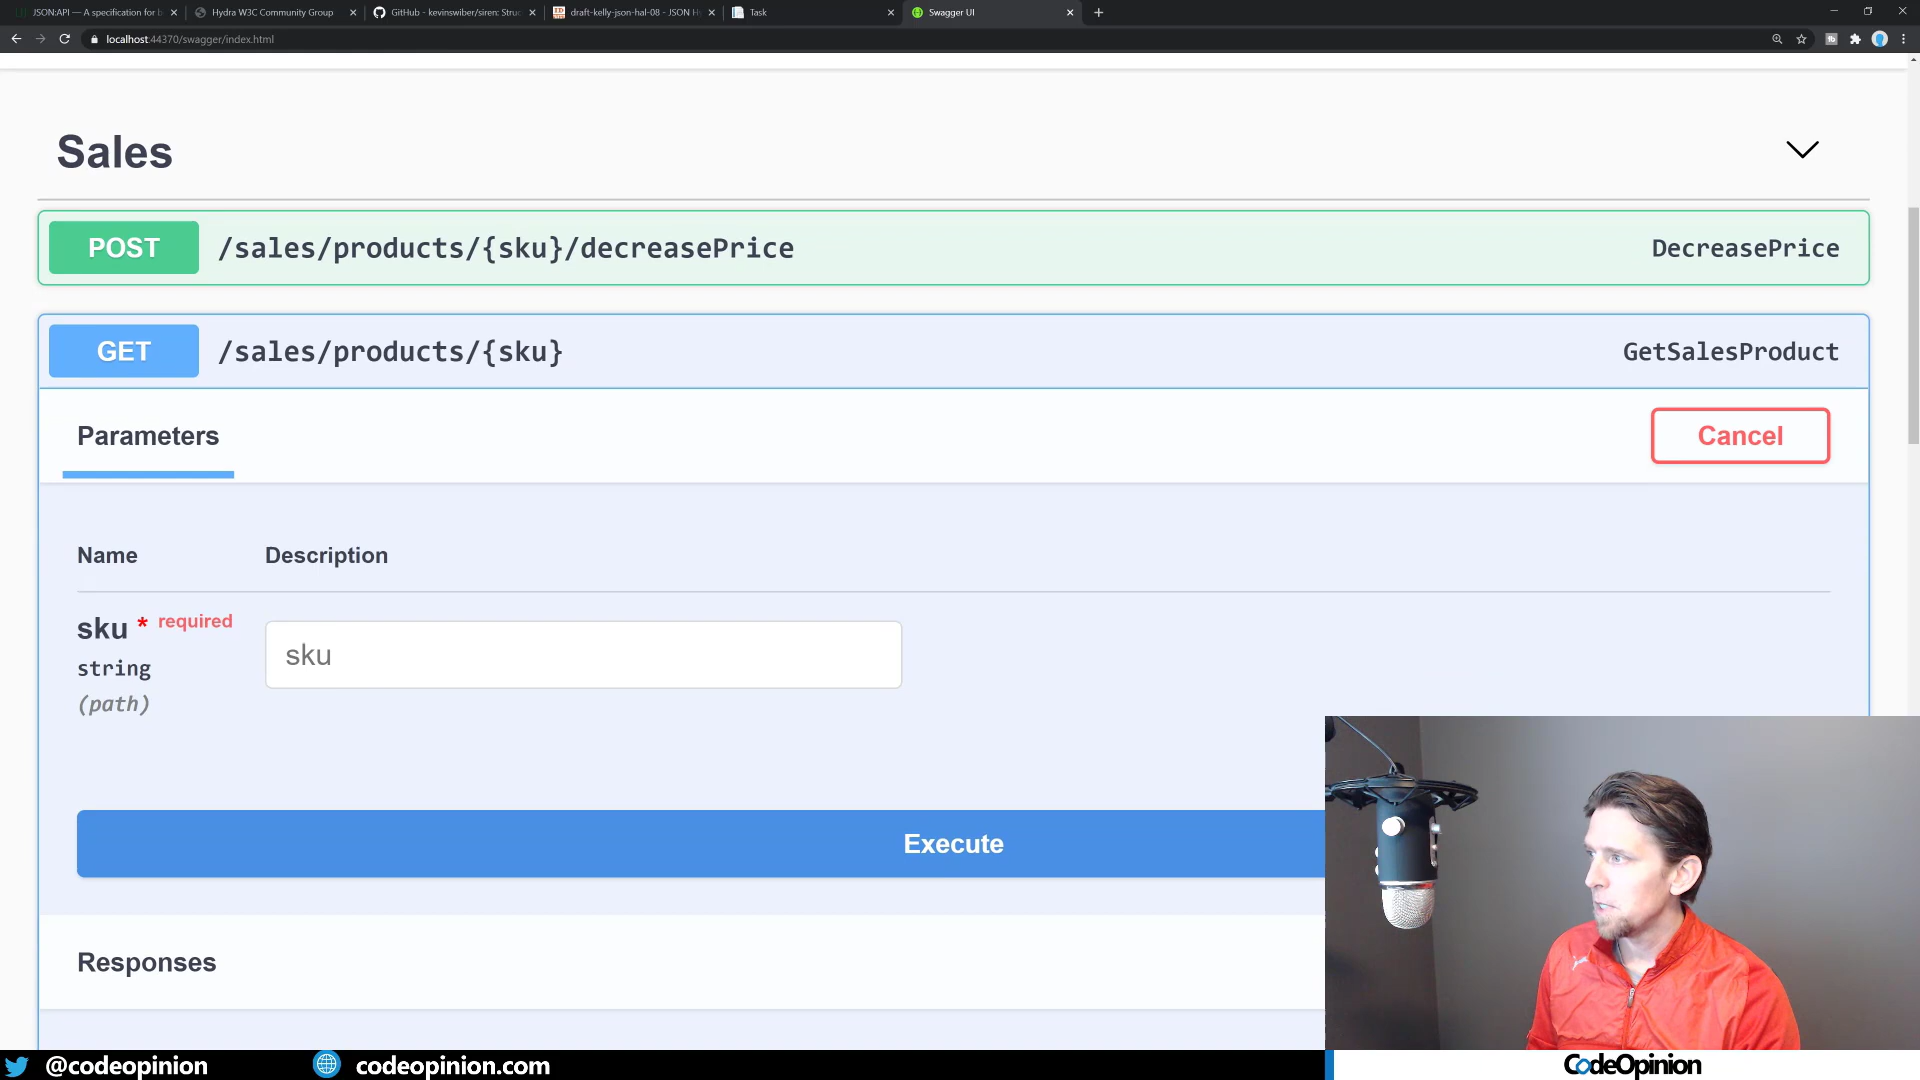 JSON:API — A specification for b
Hydra W3C Community Group
GitHub - kevinswiber/siren: Struc
draft-kelly-json-hal-08 - JSON H
Task
Swagger UI
localhost:44370/swagger/index.html
Sales
POST /sales/products/{sku}/decreasePrice DecreasePrice
GET /sales/products/{sku} GetSalesProduct
Parameters
Cancel
Name Description
sku * required
string
(path)
sku
Execute
Responses
@codeopinion codeopinion.com
CodeOpinion